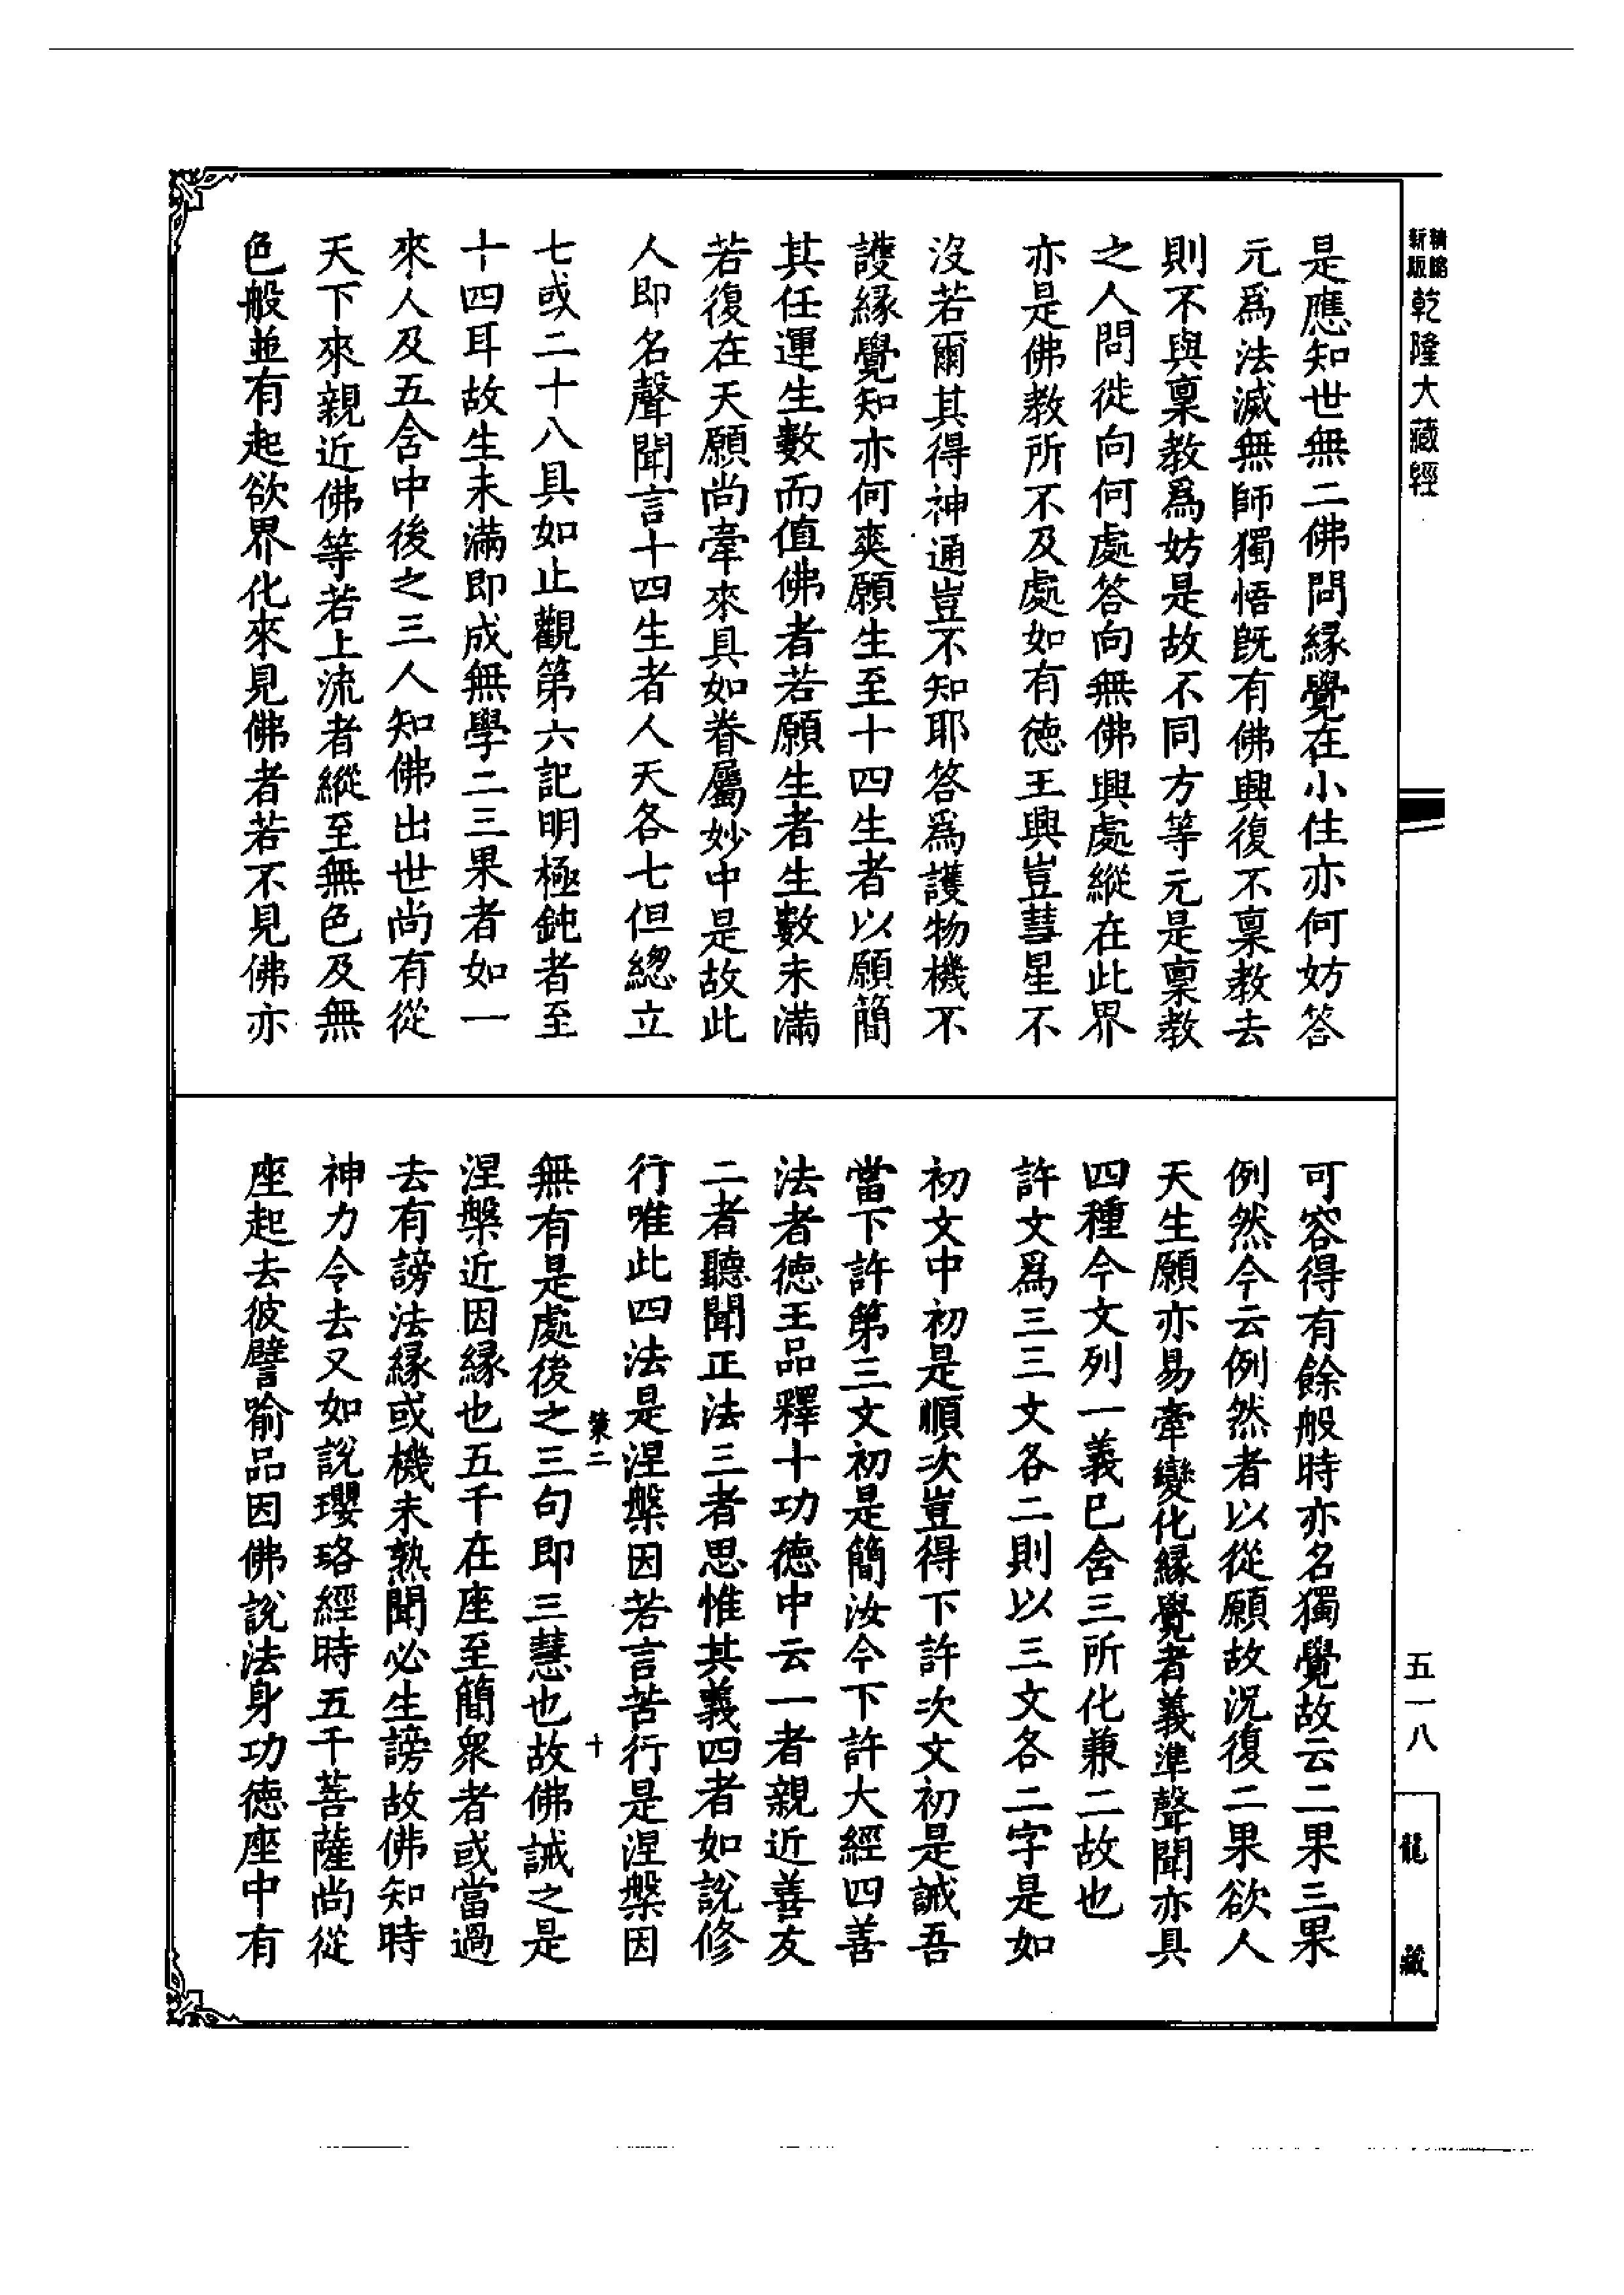 新版
精縮
乾隆大藏經
是應知世無二佛問緣覺在小住亦何妨答
元爲法滅無師獨悟既有佛興復不稟教去
則不與稟教爲妨是故不同方等元是稟教
之人問徙向何處答向無佛興處縱在此界
亦是佛教所不及處如有德王興豈彗星不
沒若爾其得神通豈不知耶答爲護物機不
護緣覺知亦何爽願生至十四生者以願簡
其任運生數而值佛者若願生者生數未滿
若復在天願尚牽來具如眷屬妙中是故此
人即名聲聞言十四生者人天各七但緫立
七或二十八具如止觀第六記明極鈍者至
十四耳故生未滿即成無學二三果者如一
來人及五含中後之三人知佛出世尚有從
天下來親近佛等若上流者縱至無色及無
色般並有起欲界化來見佛者若不見佛亦
可容得有餘般時亦名獨覺故云二果三果
例然今云例然者以從願故況復二果欲人
天生願亦易牽變化緣覺者義準聲聞亦具
四種今文列一義已含三所化兼二故也
許文爲三三文各二則以三文各二字是如
初文中初是順次豈得下許次文初是誡吾
當下許第三文初是簡汝今下許大經四善
法者德王品釋十功德中云一者親近善友
二者聽聞正法三者思惟其義四者如說修
行唯此四法是涅槃因若言苦行是涅槃因
策二
十
無有是處後之三句即三慧也故佛誡之是
涅槃近因緣也五千在座至簡衆者或當過
去有謗法緣或機未熟聞必生謗故佛知時
神力令去又如說瓔珞經時五千菩薩尚從
座起去彼譬喻品因佛說法身功德座中有
五一八
龍藏